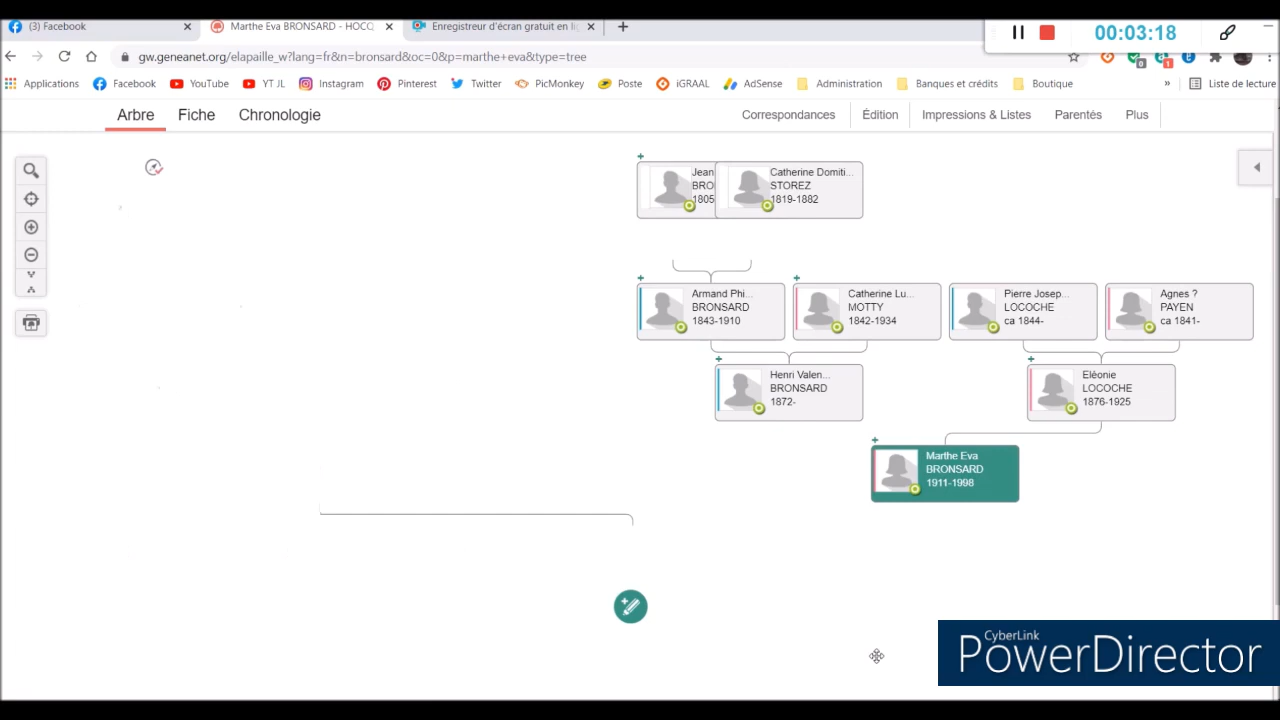 (3) Facebook
Marthe Eva BRONSARD - HOCQ
Enregistreur d'écran gratuit en li
00:03:18
gw.geneanet.org/elapaille_w?lang=fr&n=bronsard&oc=0&p=marthe+eva&type=tree
0
1
Applications
Facebook
YouTube
YT JL
Instagram
Pinterest
Twitter
PicMonkey
Poste
iGRAAL
AdSense
Administration
Banques et crédits
Boutique
»
Liste de lecture
Arbre
Fiche
Chronologie
Correspondances
Édition
Impressions & Listes
Parentés
Plus
Jean
BRO
1805
Catherine Domiti...
STOREZ
1819-1882
Armand Phi...
BRONSARD
1843-1910
Catherine Lu...
MOTTY
1842-1934
Pierre Josep...
LOCOCHE
ca 1844-
Agnes ?
PAYEN
ca 1841-
Henri Valen...
BRONSARD
1872-
Eléonie
LOCOCHE
1876-1925
Marthe Eva
BRONSARD
1911-1998
CyberLink
PowerDirector